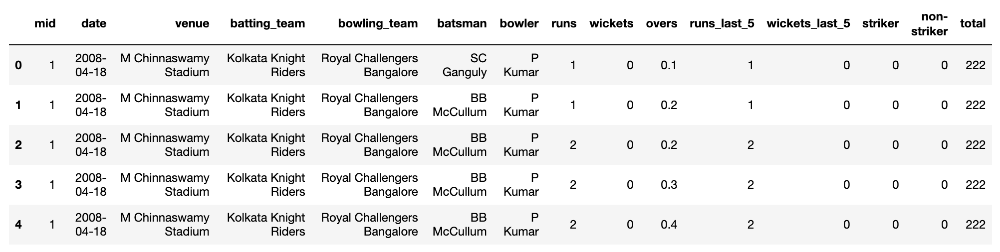 mid date venue batting_team bowling_team batsman bowler runs wickets overs runs_last_5 wickets_last_5 striker non-striker total
0 1 2008-04-18 M Chinnaswamy Stadium Kolkata Knight Riders Royal Challengers Bangalore SC Ganguly P Kumar 1 0 0.1 1 0 0 0 222
1 1 2008-04-18 M Chinnaswamy Stadium Kolkata Knight Riders Royal Challengers Bangalore BB McCullum P Kumar 1 0 0.2 1 0 0 0 222
2 1 2008-04-18 M Chinnaswamy Stadium Kolkata Knight Riders Royal Challengers Bangalore BB McCullum P Kumar 2 0 0.2 2 0 0 0 222
3 1 2008-04-18 M Chinnaswamy Stadium Kolkata Knight Riders Royal Challengers Bangalore BB McCullum P Kumar 2 0 0.3 2 0 0 0 222
4 1 2008-04-18 M Chinnaswamy Stadium Kolkata Knight Riders Royal Challengers Bangalore BB McCullum P Kumar 2 0 0.4 2 0 0 0 222